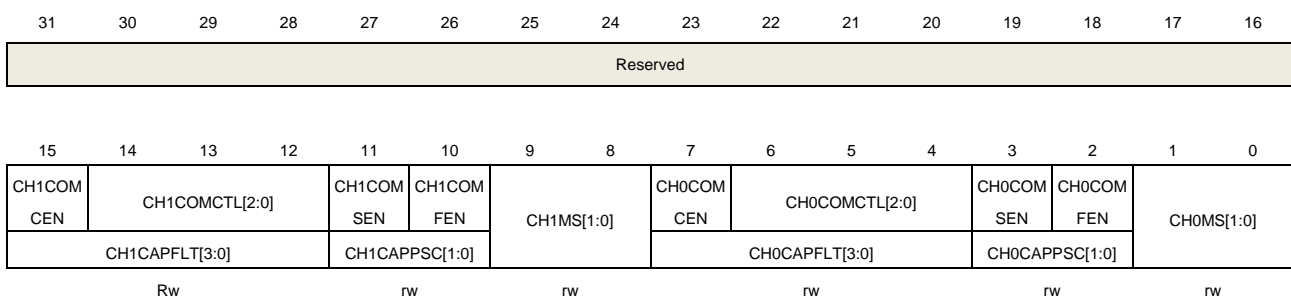 31 30 29 28 27 26 25 24 23 22 21 20 19 18 17 16
Reserved
15 14 13 12 11 10 9 8 7 6 5 4 3 2 1 0
CH1COM CEN CH1COMCTL[2:0] CH1COM SEN CH1COM FEN CH1MS[1:0] CH0COM CEN CH0COMCTL[2:0] CH0COM SEN CH0COM FEN CH0MS[1:0]
CH1CAPFLT[3:0] CH1CAPPSC[1:0] CH0CAPFLT[3:0] CH0CAPPSC[1:0]
Rw rw rw rw rw rw